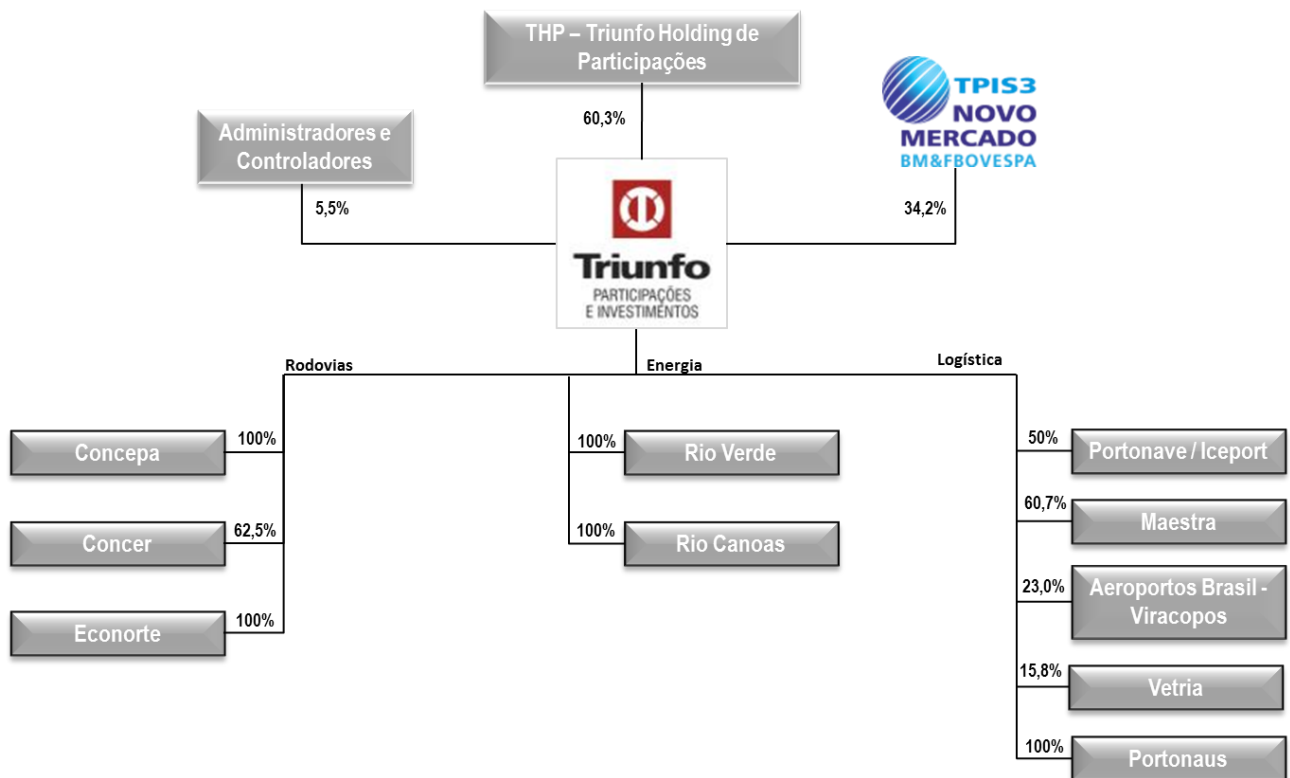 THP – Triunfo Holding de
Participações
60,3%
Administradores e
Controladores
5,5%
TPIS3
NOVO
MERCADO
BM&FBOVESPA
34,2%
Triunfo
PARTICIPAÇÕES
E INVESTIMENTOS
Rodovias
Energia
Logística
100%
Concepa
62,5%
Concer
100%
Econorte
100%
Rio Verde
100%
Rio Canoas
50%
Portonave / Iceport
60,7%
Maestra
23,0%
Aeroportos Brasil -
Viracopos
15,8%
Vetria
100%
Portonaus